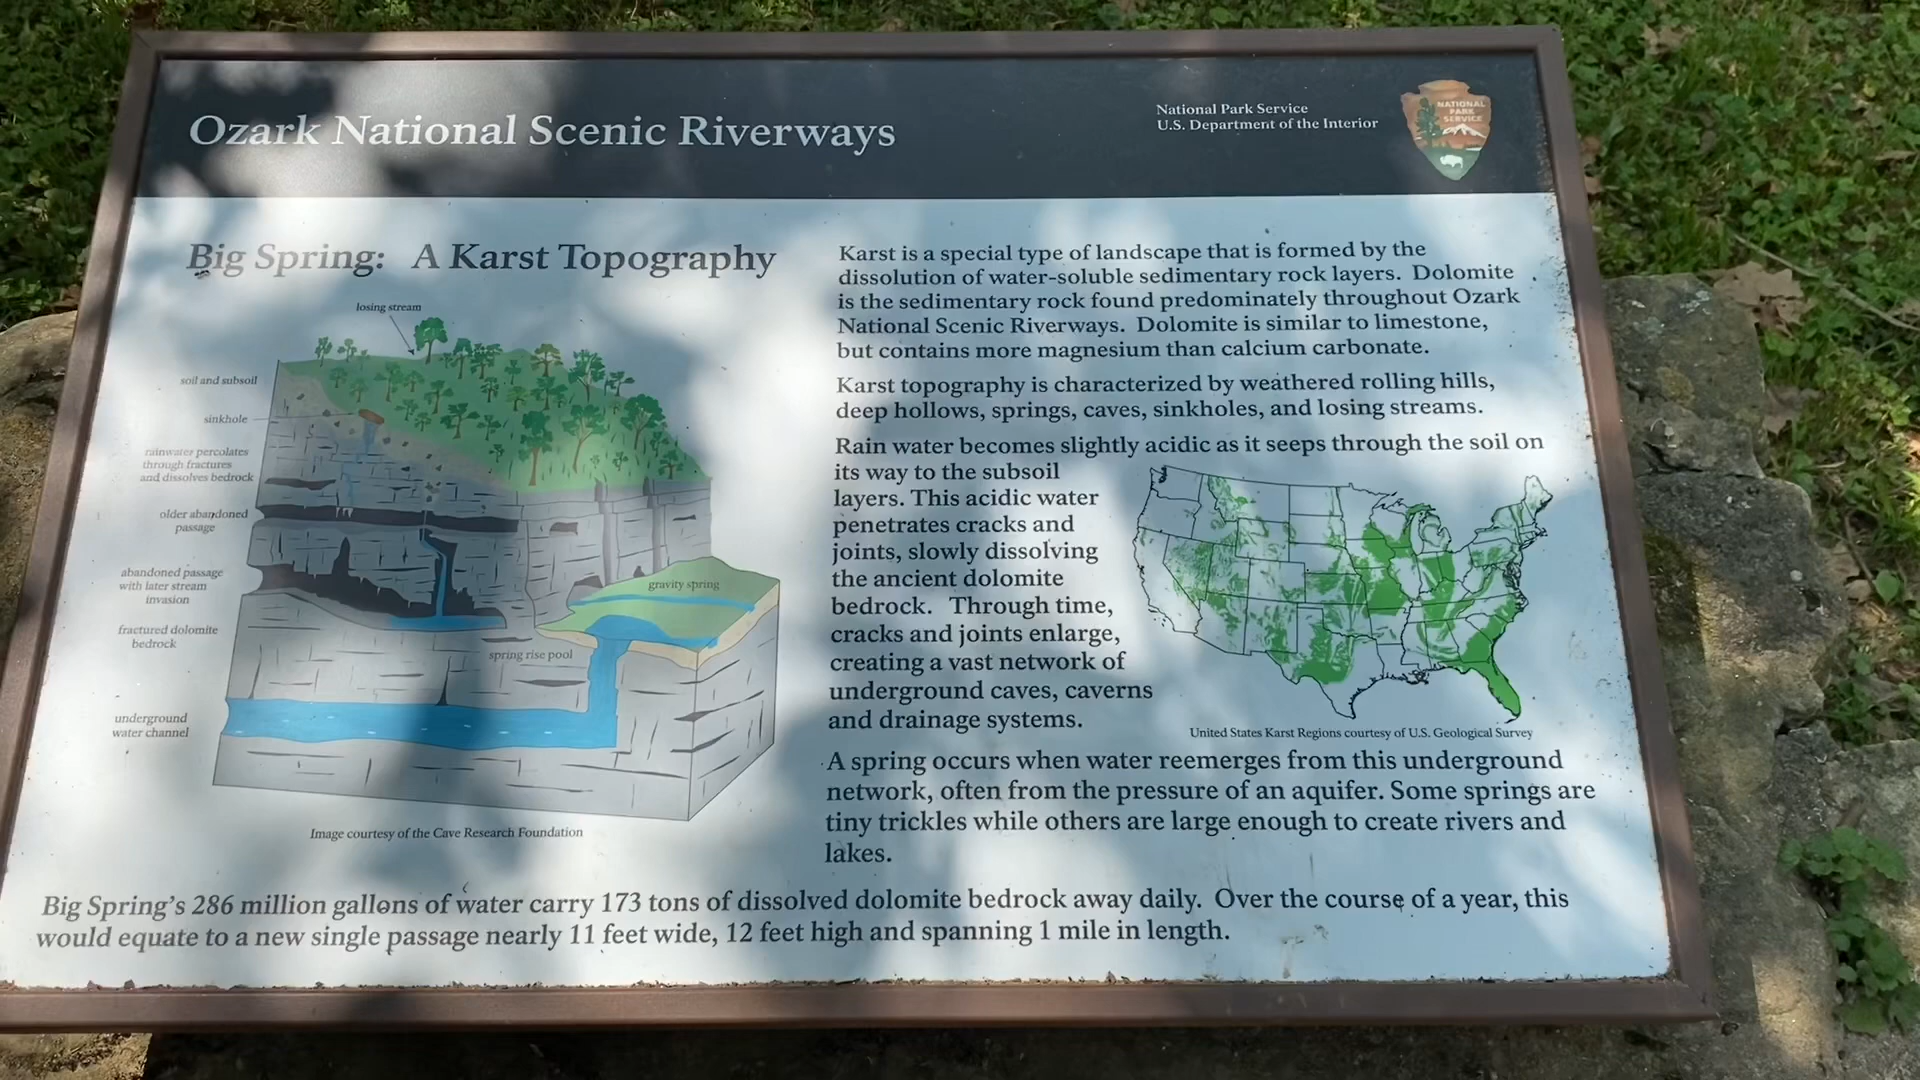 Ozark National Scenic Riverways
National Park Service
U.S. Department of the Interior
NATIONAL
PARK
SERVICE
Big Spring: A Karst Topography
losing stream
soil and subsoil
sinkhole
rainwater percolates
through fractures
and dissolves bedrock
older abandoned
passage
abandoned passage
with later stream
invasion
fractured dolomite
bedrock
underground
water channel
gravity spring
spring rise pool
Image courtesy of the Cave Research Foundation
Karst is a special type of landscape that is formed by the
dissolution of water-soluble sedimentary rock layers. Dolomite
is the sedimentary rock found predominately throughout Ozark
National Scenic Riverways. Dolomite is similar to limestone,
but contains more magnesium than calcium carbonate.
Karst topography is characterized by weathered rolling hills,
deep hollows, springs, caves, sinkholes, and losing streams.
Rain water becomes slightly acidic as it seeps through the soil on
its way to the subsoil
layers. This acidic water
penetrates cracks and
joints, slowly dissolving
the ancient dolomite
bedrock. Through time,
cracks and joints enlarge,
creating a vast network of
underground caves, caverns
and drainage systems.
United States Karst Regions courtesy of U.S. Geological Survey
A spring occurs when water reemerges from this underground
network, often from the pressure of an aquifer. Some springs are
tiny trickles while others are large enough to create rivers and
lakes.
Big Spring's 286 million gallons of water carry 173 tons of dissolved dolomite bedrock away daily. Over the course of a year, this
would equate to a new single passage nearly 11 feet wide, 12 feet high and spanning 1 mile in length.